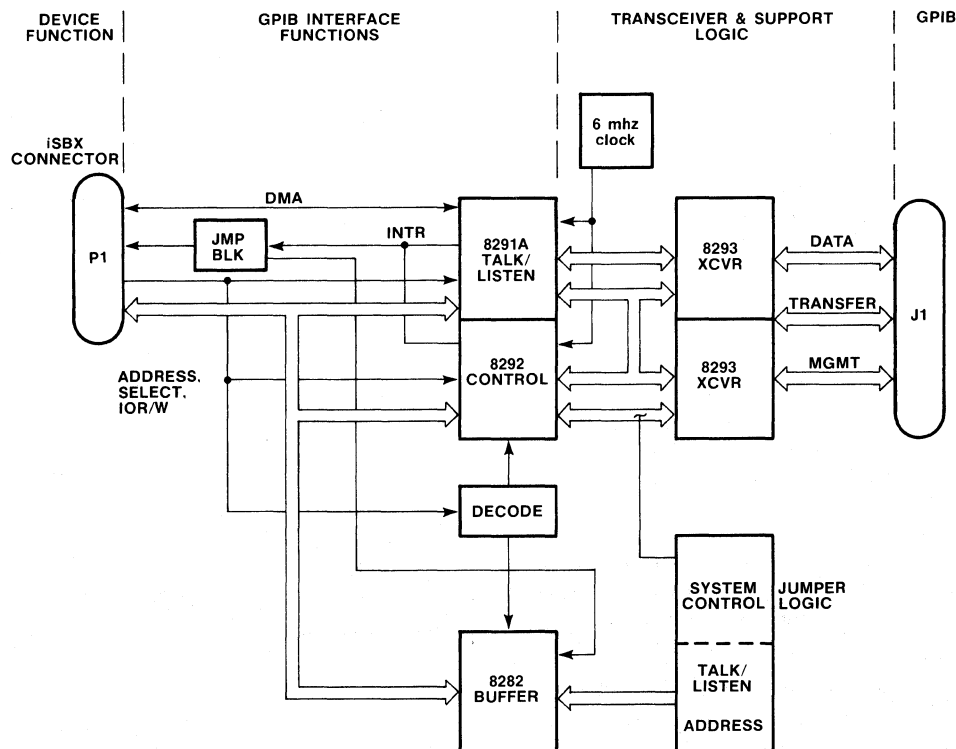 DEVICE
FUNCTION
GPIB INTERFACE
FUNCTIONS
TRANSCEIVER & SUPPORT
LOGIC
GPIB
iSBX
CONNECTOR
6 mhz
clock
P1
DMA
JMP
BLK
INTR
8291A
TALK/
LISTEN
8293
XCVR
DATA
TRANSFER
J1
8292
CONTROL
8293
XCVR
MGMT
ADDRESS,
SELECT,
IOR/W
DECODE
SYSTEM
CONTROL
JUMPER
LOGIC
8282
BUFFER
TALK/
LISTEN
ADDRESS